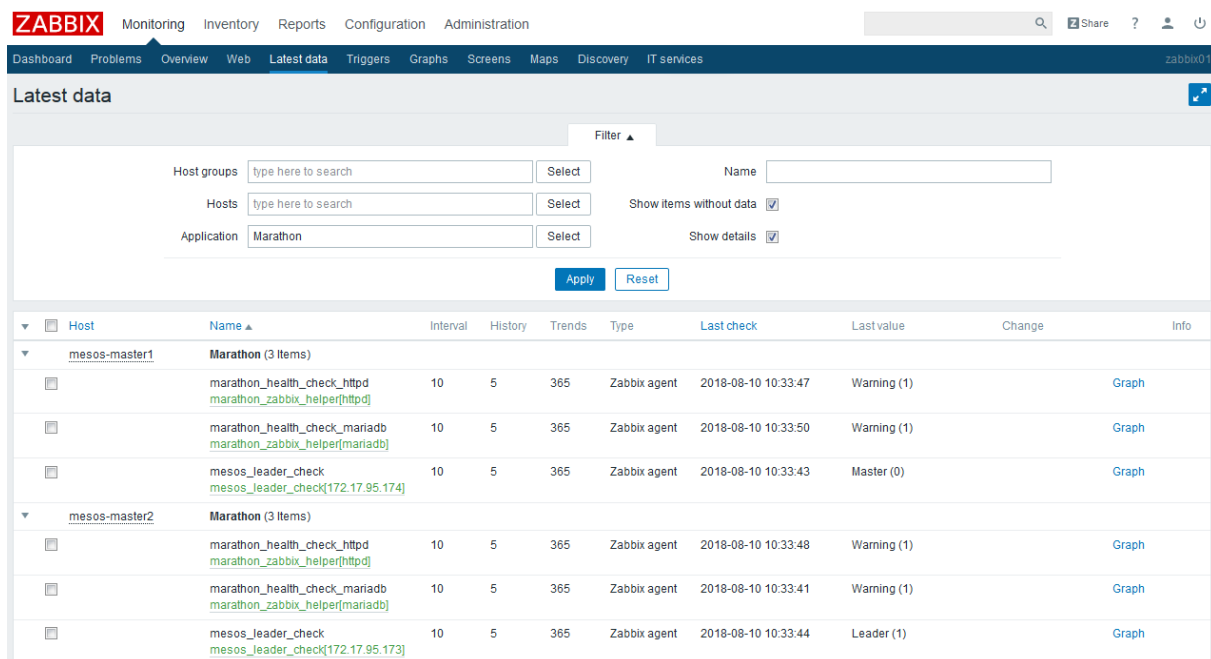 ZABBIX Monitoring Inventory Reports Configuration Administration Z Share ?
Dashboard Problems Overview Web Latest data Triggers Graphs Screens Maps Discovery IT services zabbix01
Latest data
Filter
Host groups type here to search Select Name
Hosts type here to search Select Show items without data
Application Marathon Select Show details
Apply Reset
Host Name Interval History Trends Type Last check Last value Change Info
mesos-master1 Marathon (3 Items)
marathon_health_check_httpd 10 5 365 Zabbix agent 2018-08-10 10:33:47 Warning (1) Graph
marathon_zabbix_helper[httpd]
marathon_health_check_mariadb 10 5 365 Zabbix agent 2018-08-10 10:33:50 Warning (1) Graph
marathon_zabbix_helper[mariadb]
mesos_leader_check 10 5 365 Zabbix agent 2018-08-10 10:33:43 Master (0) Graph
mesos_leader_check[172.17.95.174]
mesos-master2 Marathon (3 Items)
marathon_health_check_httpd 10 5 365 Zabbix agent 2018-08-10 10:33:48 Warning (1) Graph
marathon_zabbix_helper[httpd]
marathon_health_check_mariadb 10 5 365 Zabbix agent 2018-08-10 10:33:41 Warning (1) Graph
marathon_zabbix_helper[mariadb]
mesos_leader_check 10 5 365 Zabbix agent 2018-08-10 10:33:44 Leader (1) Graph
mesos_leader_check[172.17.95.173]